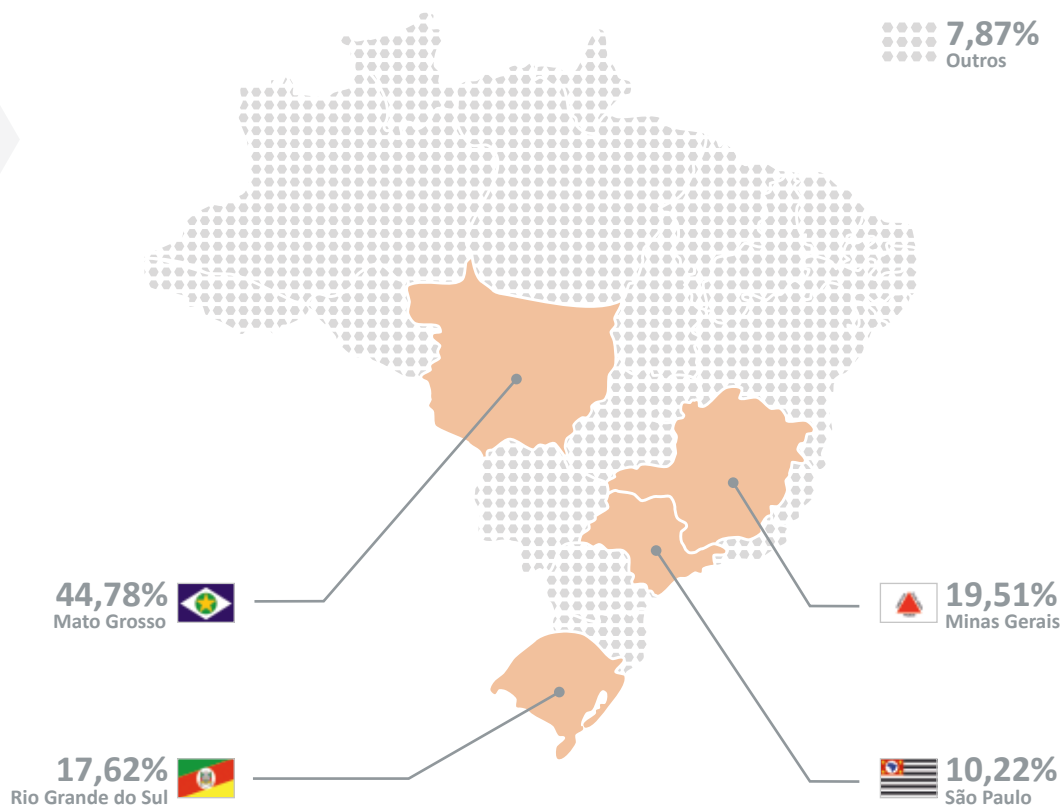 7,87%
Outros
44,78%
Mato Grosso
19,51%
Minas Gerais
17,62%
Rio Grande do Sul
10,22%
São Paulo